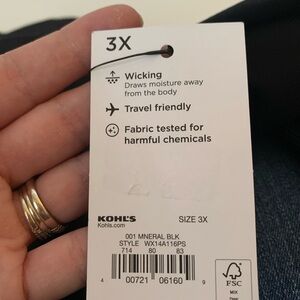 3X
Wicking
Draws moisture away
from the body
Travel friendly
Fabric tested for
harmful chemicals
KOHL'S
SIZE 3X
Kohls.com
001 MNERAL BLK
STYLE WX14A116PS
714 80 83
4 00721 06160 9
FSC
MIX